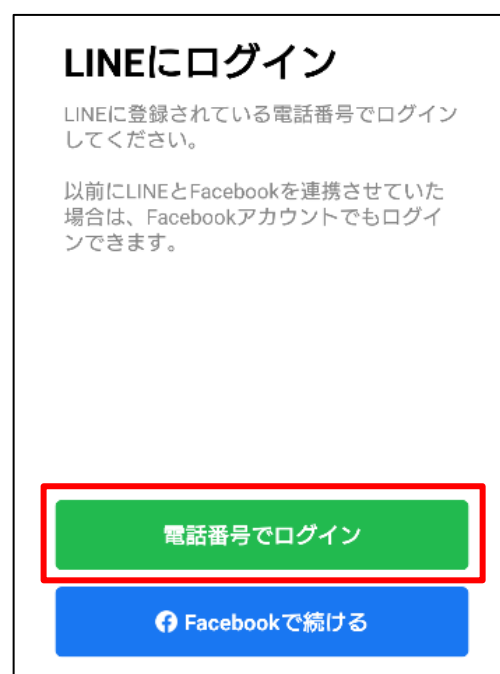 LINEにログイン
LINEに登録されている電話番号でログイン
してください。
以前にLINEとFacebookを連携させていた
場合は、Facebookアカウントでもログイ
ンできます。
電話番号でログイン
Facebookで続ける